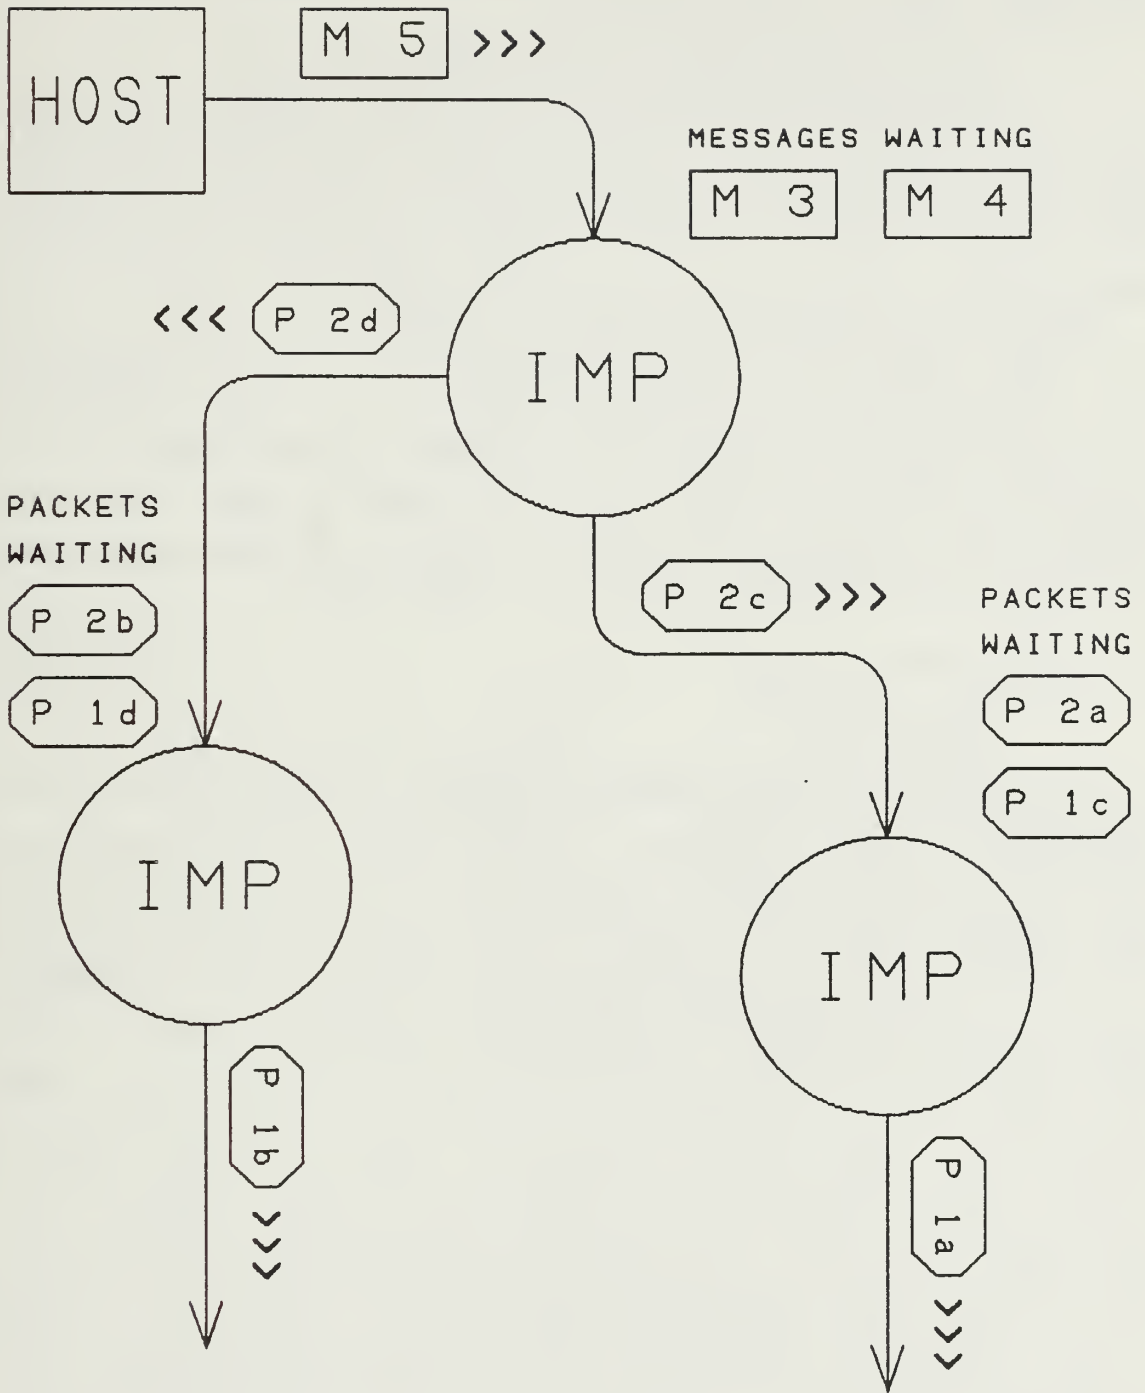 M 5 >>>
HOST
MESSAGES WAITING
M 3
M 4
<<< P 2d
IMP
PACKETS
WAITING
P 2b
P 1d
P 2c >>>
PACKETS
WAITING
P 2a
P 1c
IMP
IMP
P 1b >>>
P 1a >>>